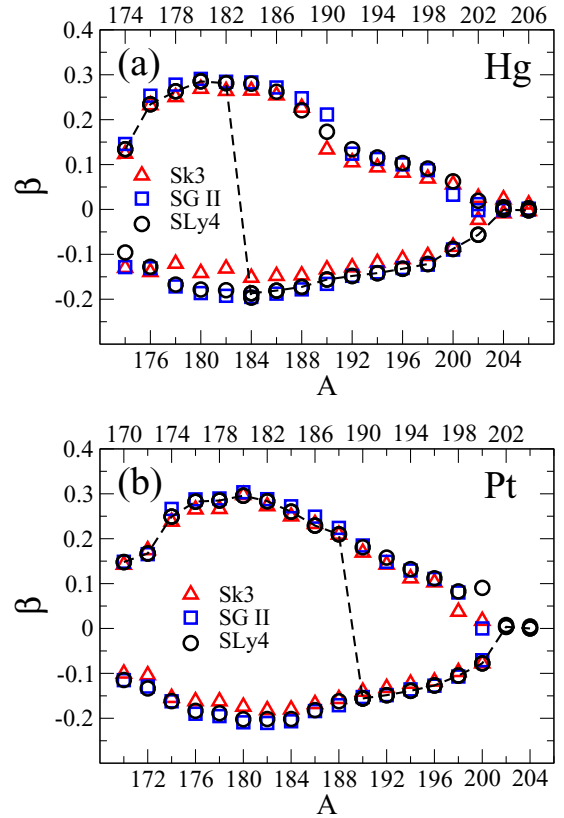 174 178 182 186 190 194 198 202 206
(a) Hg
0.4
0.3
0.2
0.1
0
-0.1
-0.2
β
Sk3
SG II
SLy4
176 180 184 188 192 196 200 204
A
170 174 178 182 186 190 194 198 202
(b) Pt
0.4
0.3
0.2
0.1
0
-0.1
-0.2
β
Sk3
SG II
SLy4
172 176 180 184 188 192 196 200 204
A